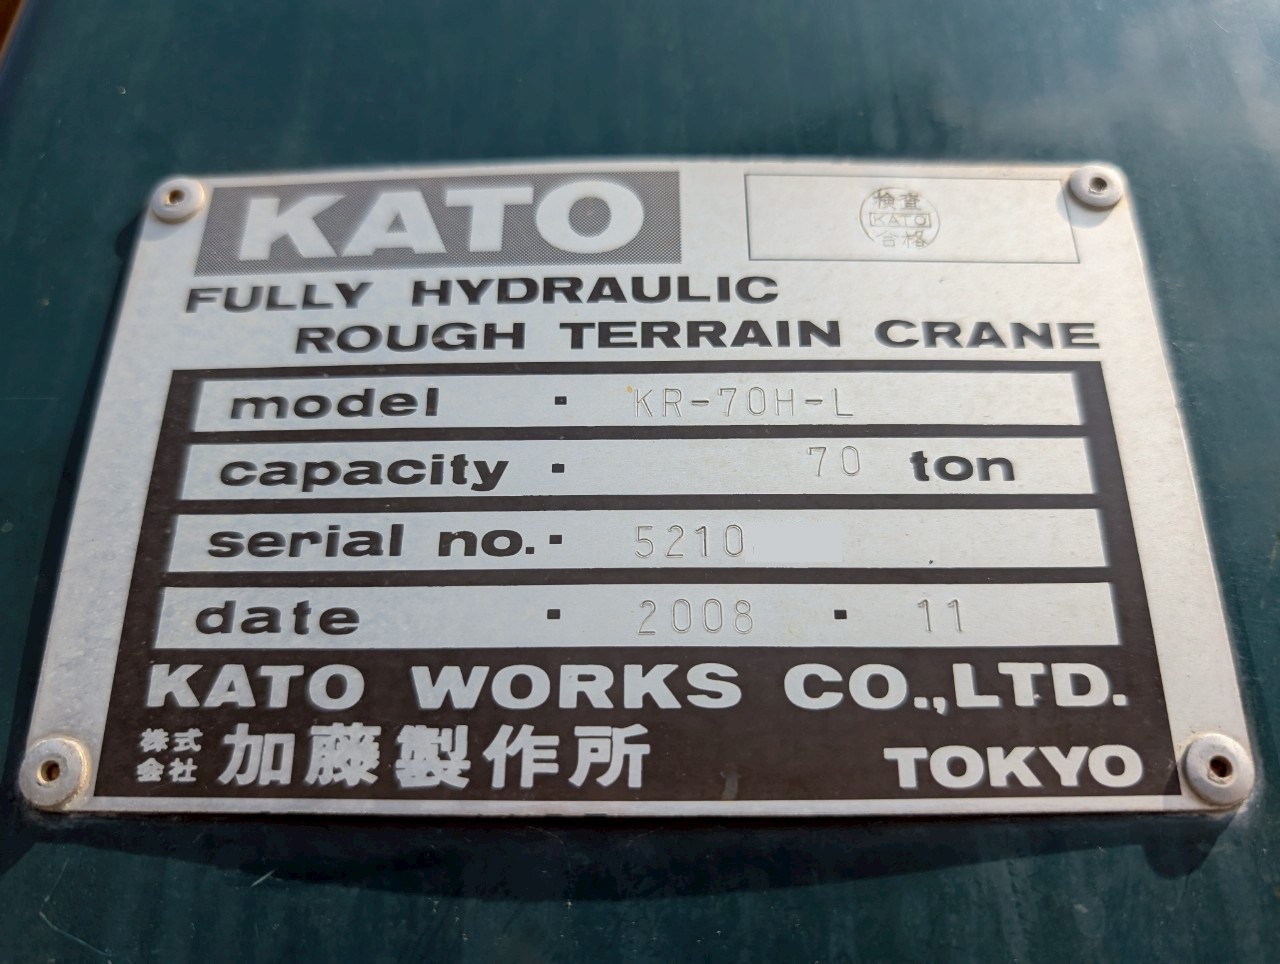 KATO
検査
KATO
合格
FULLY HYDRAULIC
ROUGH TERRAIN CRANE
model ・ KR-70H-L
capacity ・ 70 ton
serial no.・ 5210
date ・ 2008 ・ 11
KATO WORKS CO.,LTD.
株式会社 加藤製作所 TOKYO